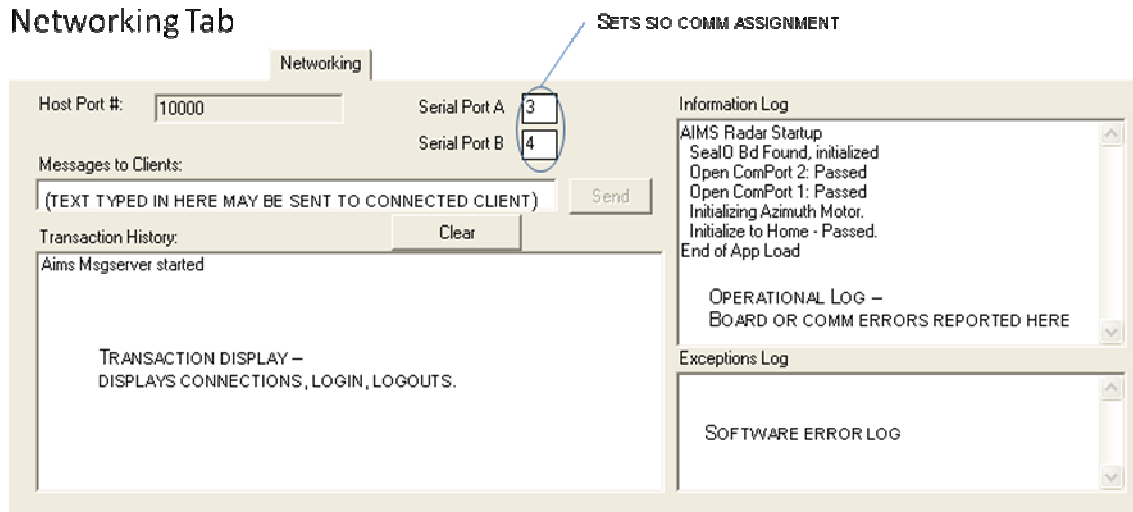 Networking Tab
SETS SIO COMM ASSIGNMENT
Networking
Host Port #: 10000
Serial Port A 3
Serial Port B 4
Messages to Clients:
(TEXT TYPED IN HERE MAY BE SENT TO CONNECTED CLIENT) Send
Transaction History: Clear
Aims Msgserver started
TRANSACTION DISPLAY –
DISPLAYS CONNECTIONS, LOGIN, LOGOUTS.
Information Log
AIMS Radar Startup
SealO Bd Found, initialized
Open ComPort 2: Passed
Open ComPort 1: Passed
Initializing Azimuth Motor.
Initialize to Home - Passed.
End of App Load
OPERATIONAL LOG –
BOARD OR COMM ERRORS REPORTED HERE
Exceptions Log
SOFTWARE ERROR LOG